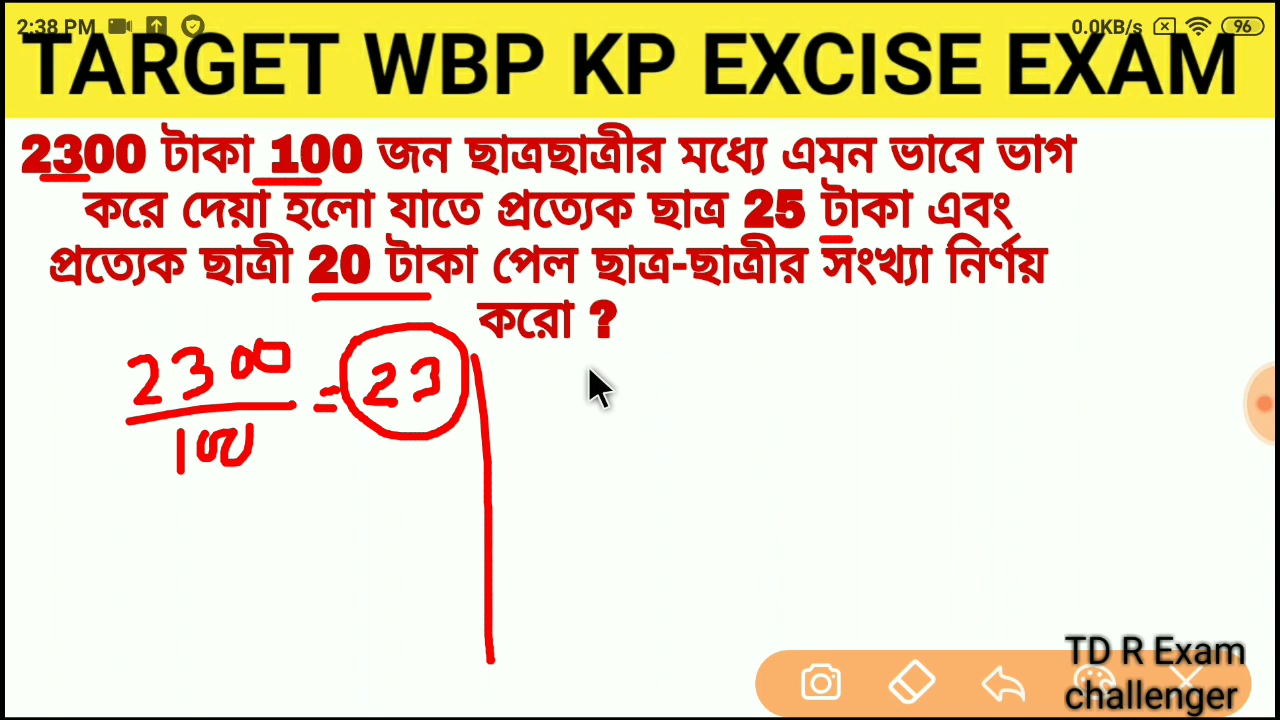 2:38 PM
0.0KB/s
96
TARGET WBP KP EXCISE EXAM
2300 টাকা 100 জন ছাত্রছাত্রীর মধ্যে এমন ভাবে ভাগ
করে দেয়া হলো যাতে প্রত্যেক ছাত্র 25 টাকা এবং
প্রত্যেক ছাত্রী 20 টাকা পেল ছাত্র-ছাত্রীর সংখ্যা নির্ণয়
করো ?
2300
= 23
100
TD R Exam
challenger